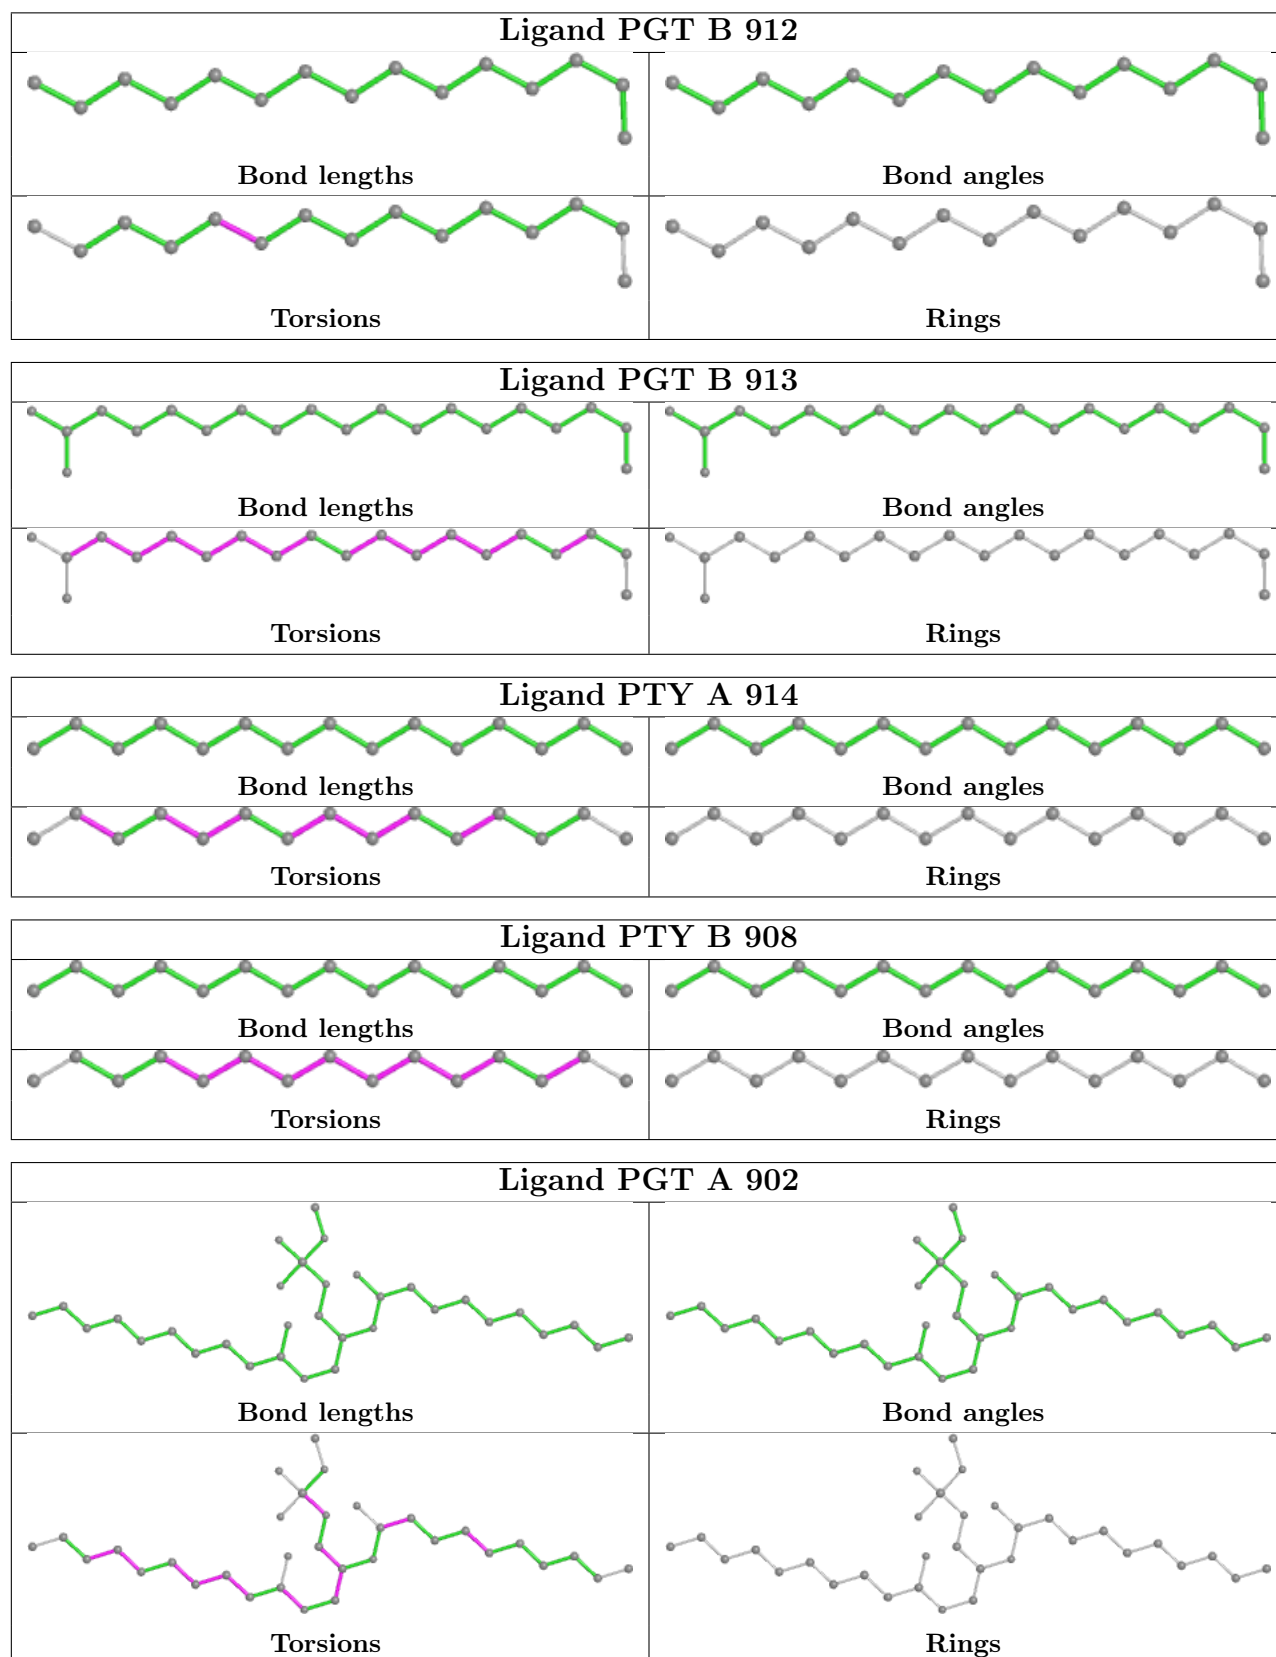 Ligand PGT B 912
Bond lengths
Bond angles
Torsions
Rings
Ligand PGT B 913
Bond lengths
Bond angles
Torsions
Rings
Ligand PTY A 914
Bond lengths
Bond angles
Torsions
Rings
Ligand PTY B 908
Bond lengths
Bond angles
Torsions
Rings
Ligand PGT A 902
Bond lengths
Bond angles
Torsions
Rings